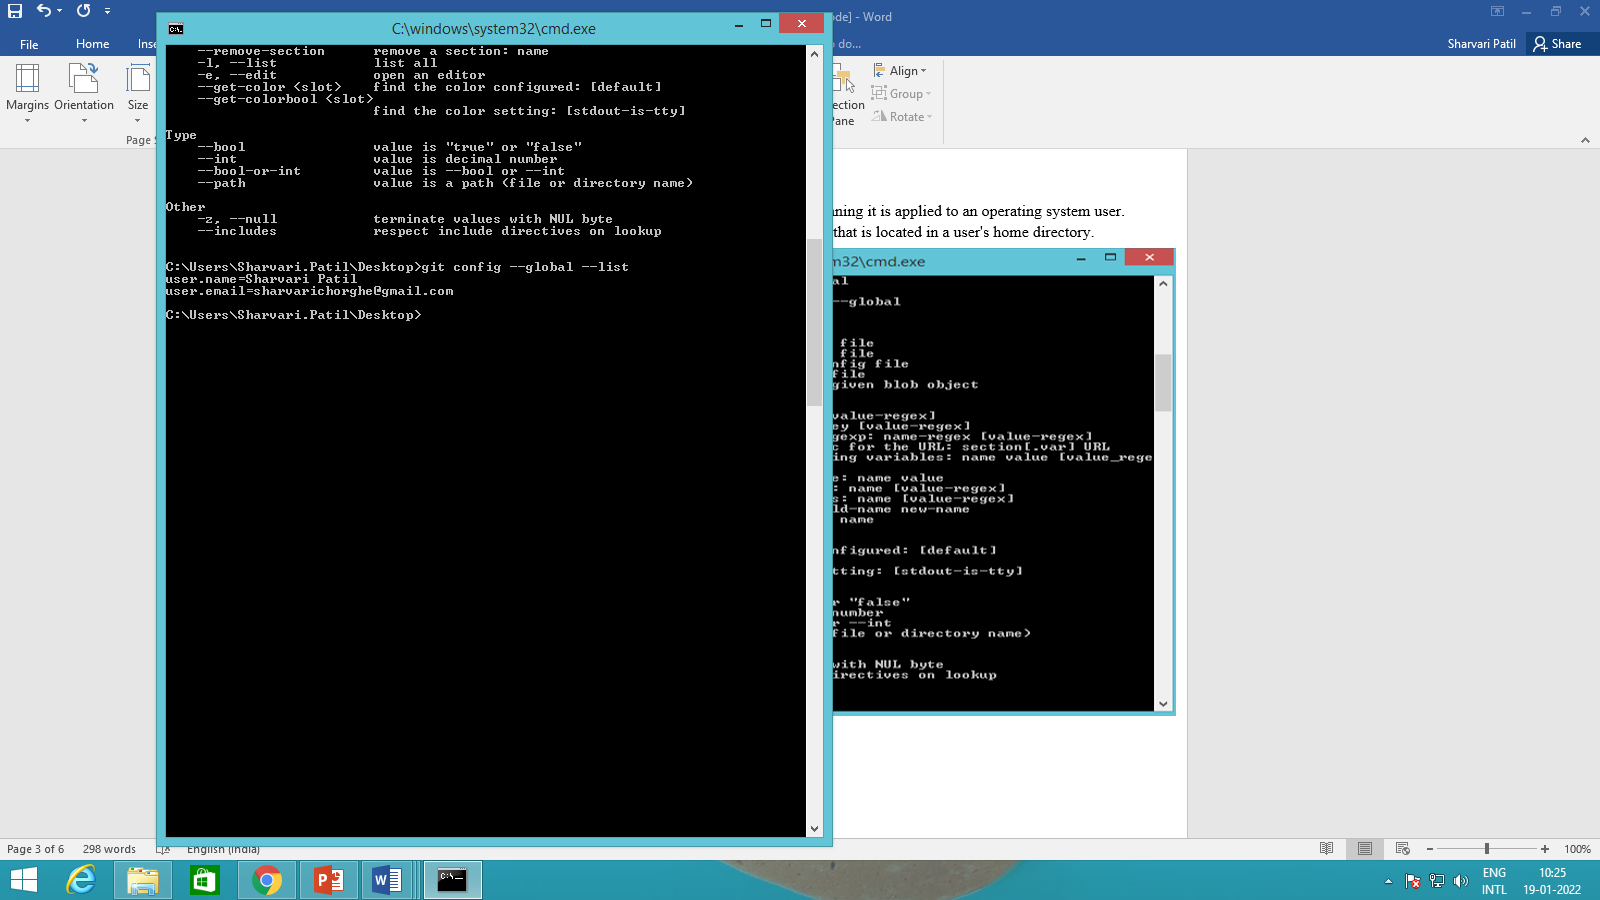 ode] - Word
C:\windows\system32\cmd.exe
File
Home
Inse
o do...
Sharvari Patil
Share
Margins
Orientation
Size
Page S
ection
Pane
Align
Group
Rotate
--remove-section remove a section: name
-l, --list list all
-e, --edit open an editor
--get-color <slot> find the color configured: [default]
--get-colorbool <slot>
find the color setting: [stdout-is-tty]
Type
--bool value is "true" or "false"
--int value is decimal number
--bool-or-int value is --bool or --int
--path value is a path (file or directory name)
Other
-z, --null terminate values with NUL byte
--includes respect include directives on lookup
C:\Users\Sharvari.Patil\Desktop>git config --global --list
user.name=Sharvari Patil
user.email=sharvarichorghe@gmail.com
C:\Users\Sharvari.Patil\Desktop>
ning it is applied to an operating system user.
that is located in a user's home directory.
m32\cmd.exe
al
--global
file
file
nfig file
file
given blob object
value-regex]
ey [value-regex]
gexp: name-regex [value-regex]
c for the URL: section[.var] URL
ing variables: name value [value_rege
e: name value
: name [value-regex]
s: name [value-regex]
ld-name new-name
name
nfigured: [default]
tting: [stdout-is-tty]
r "false"
number
r --int
file or directory name)
with NUL byte
irectives on lookup
Page 3 of 6
298 words
English (India)
100%
ENG
INTL
10:25
19-01-2022